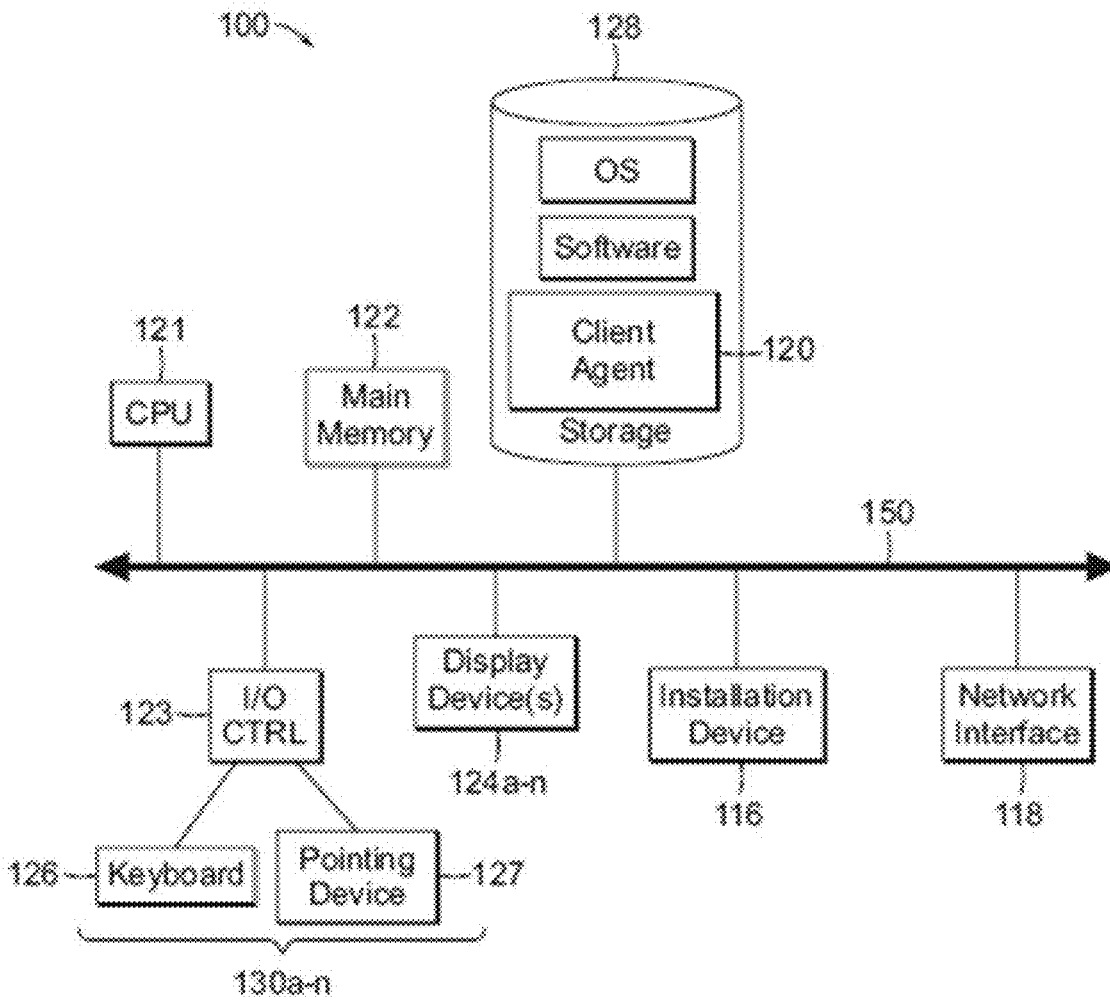 100
128
OS
Software
Client
Agent
120
Storage
121
CPU
122
Main
Memory
150
I/O
CTRL
123
Display
Device(s)
124a-n
Installation
Device
116
Network
Interface
118
126
Keyboard
Pointing
Device
127
130a-n